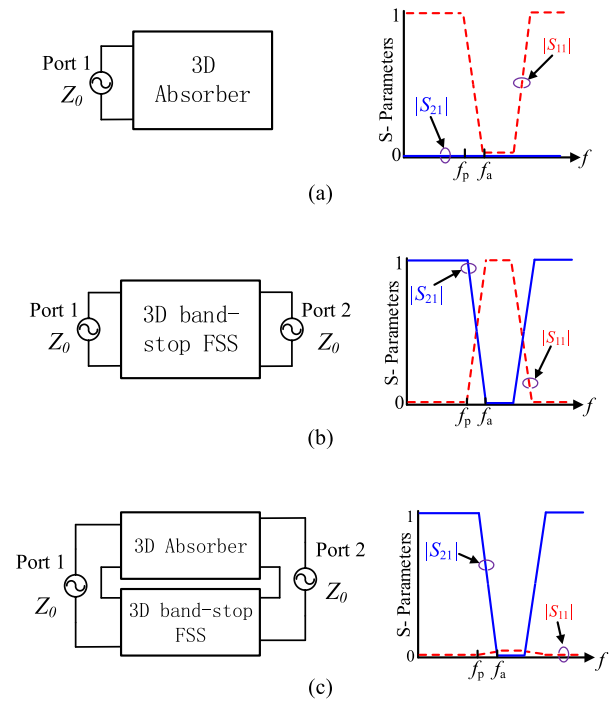 Port 1
Z0
3D
Absorber
S- Parameters
1
0
|S11|
|S21|
fp
fa
f
(a)
Port 1
Z0
3D band-
stop FSS
Port 2
Z0
S- Parameters
1
0
|S21|
|S11|
fp
fa
f
(b)
Port 1
Z0
3D Absorber
3D band-stop
FSS
Port 2
Z0
S- Parameters
1
0
|S21|
|S11|
fp
fa
f
(c)